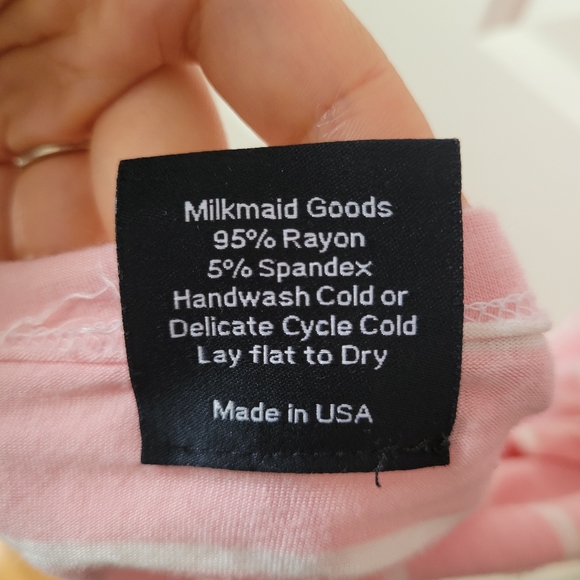 Milkmaid Goods
95% Rayon
5% Spandex
Handwash Cold or
Delicate Cycle Cold
Lay flat to Dry
Made in USA